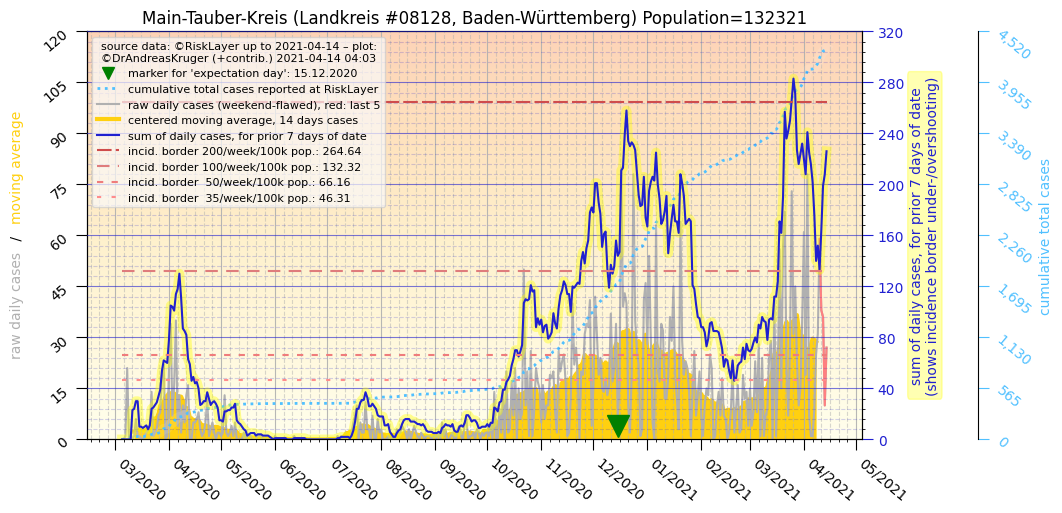 Main-Tauber-Kreis (Landkreis #08128, Baden-Württemberg) Population=132321
source data: ©RiskLayer up to 2021-04-14 – plot:
©DrAndreasKruger (+contrib.) 2021-04-14 04:03
marker for 'expectation day': 15.12.2020
cumulative total cases reported at RiskLayer
raw daily cases (weekend-flawed), red: last 5
centered moving average, 14 days cases
sum of daily cases, for prior 7 days of date
incid. border 200/week/100k pop.: 264.64
incid. border 100/week/100k pop.: 132.32
incid. border  50/week/100k pop.: 66.16
incid. border  35/week/100k pop.: 46.31
raw daily cases  /  moving average
120
105
90
75
60
45
30
15
0
03/2020
04/2020
05/2020
06/2020
07/2020
08/2020
09/2020
10/2020
11/2020
12/2020
01/2021
02/2021
03/2021
04/2021
05/2021
320
280
240
200
160
120
80
40
0
sum of daily cases, for prior 7 days of date
(shows incidence border under-/overshooting)
4,520
3,955
3,390
2,825
2,260
1,695
1,130
565
0
cumulative total cases